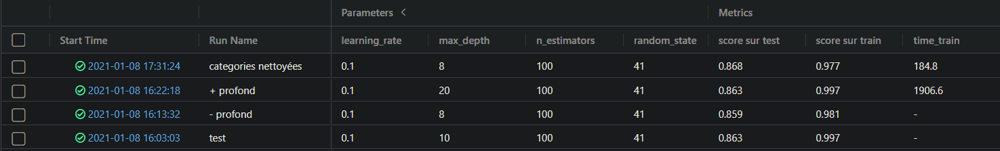 Parameters < Metrics
Start Time Run Name learning_rate max_depth n_estimators random_state score sur test score sur train time_train
2021-01-08 17:31:24 categories nettoyées 0.1 8 100 41 0.868 0.977 184.8
2021-01-08 16:22:18 + profond 0.1 20 100 41 0.863 0.997 1906.6
2021-01-08 16:13:32 - profond 0.1 8 100 41 0.859 0.981 -
2021-01-08 16:03:03 test 0.1 10 100 41 0.863 0.997 -